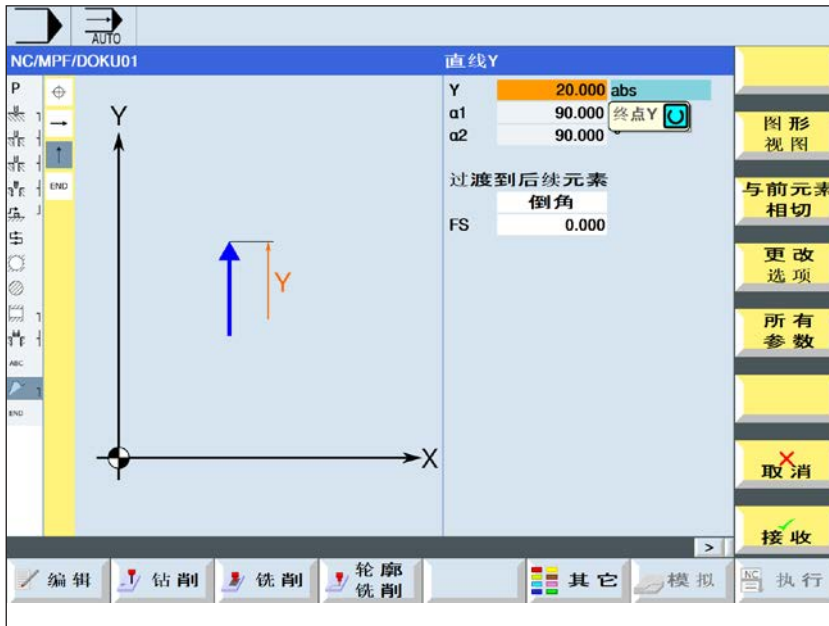 AUTO
NC/MPF/DOKU01
直线Y
P
END
ABC
END
Y
Y
X
Y 20.000 abs
α1 90.000 终点Y
α2 90.000 °
过渡到后续元素
倒角
FS 0.000
图形
视图
与前元素
相切
更改
选项
所有
参数
取消
接收
>
编辑
钻削
铣削
轮廓
铣削
其它
模拟
NC
执行